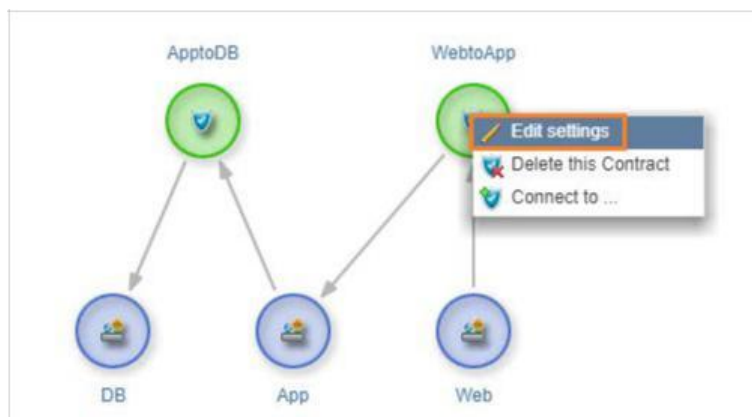 ApptoDB
WebtoApp
Edit settings
Delete this Contract
Connect to ...
DB
App
Web